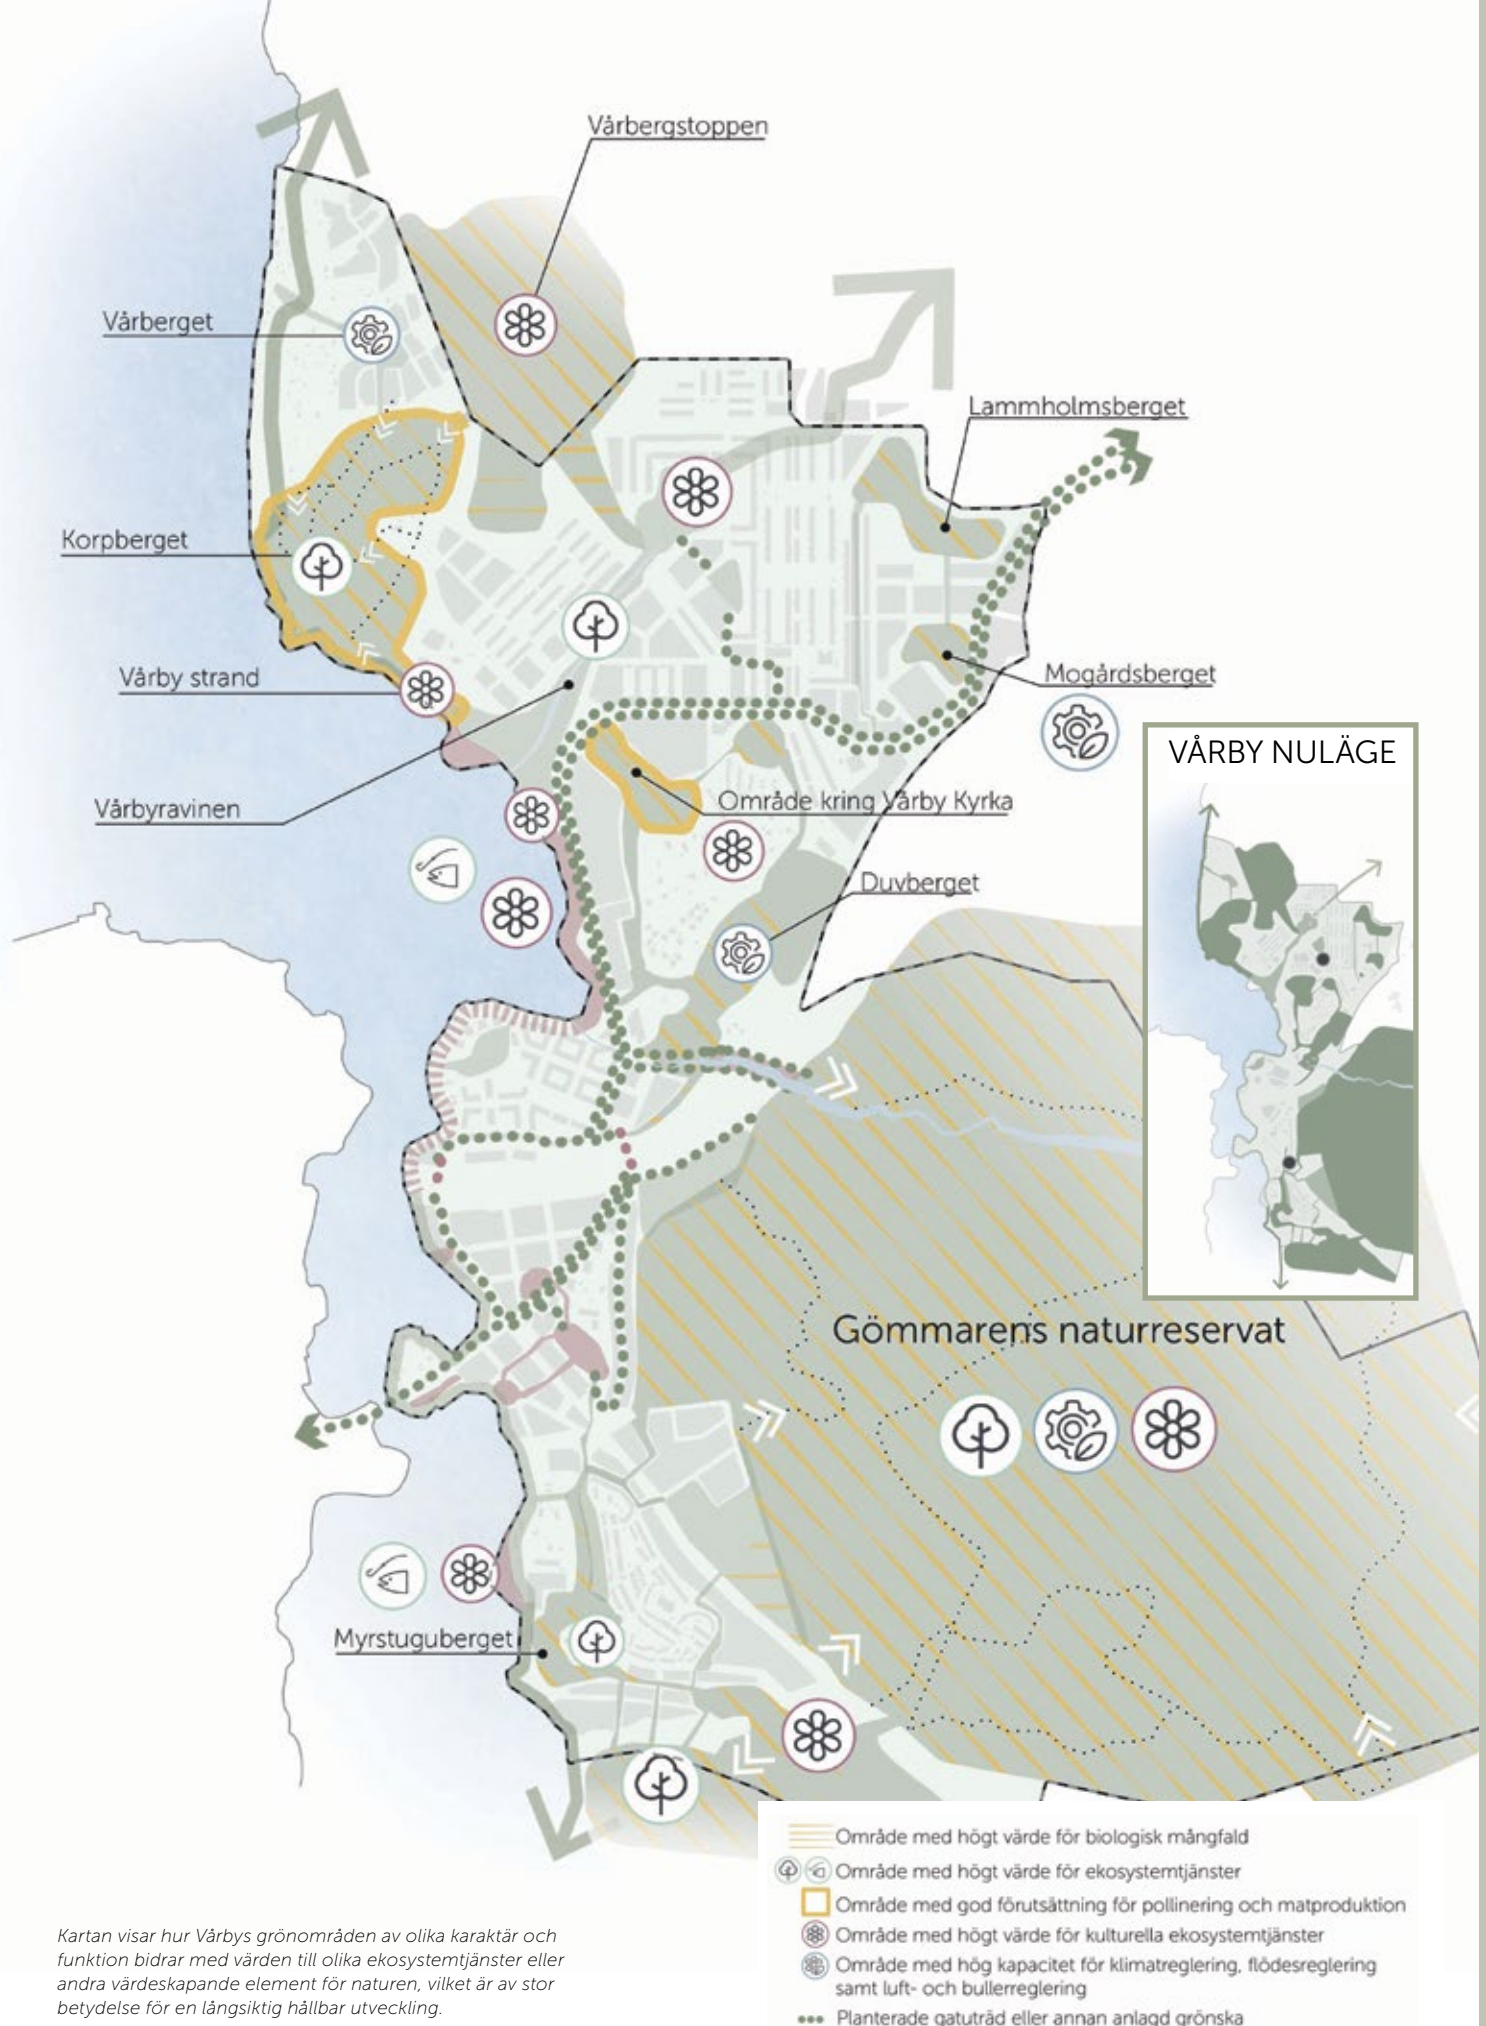 Vårbergstoppen
Vårberget
Lammholmsberget
Korpberget
Vårby strand
Mogårdsberget
VÅRBY NULÄGE
Vårbyravinen
Område kring Vårby Kyrka
Duvberget
Gömmarens naturreservat
Myrstuguberget
Område med högt värde för biologisk mångfald
Område med högt värde för ekosystemtjänster
Område med god förutsättning för pollinering och matproduktion
Område med högt värde för kulturella ekosystemtjänster
Område med hög kapacitet för klimatreglering, flödesreglering
samt luft- och bullerreglering
Planterade gatuträd eller annan anlagd grönska
Kartan visar hur Vårbys grönområden av olika karaktär och
funktion bidrar med värden till olika ekosystemtjänster eller
andra värdeskapande element för naturen, vilket är av stor
betydelse för en långsiktig hållbar utveckling.